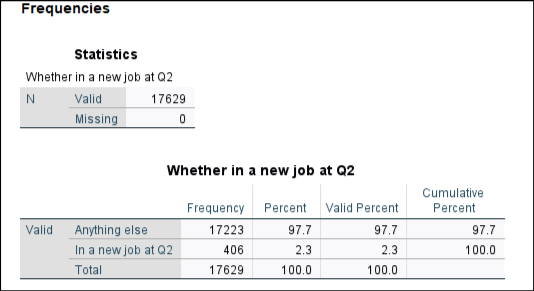 Frequencies
Statistics
Whether in a new job at Q2
N Valid 17629
Missing 0
Whether in a new job at Q2
Frequency Percent Valid Percent Cumulative Percent
Valid Anything else 17223 97.7 97.7 97.7
In a new job at Q2 406 2.3 2.3 100.0
Total 17629 100.0 100.0